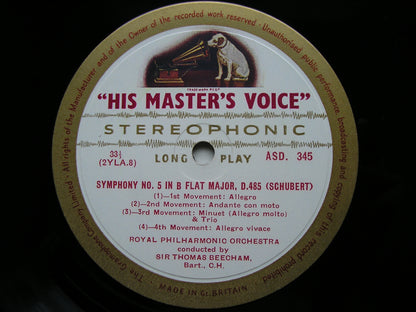 All rights of the Manufacturer and of the Owner of the recorded work reserved. Unauthorised public performance, broadcasting and copying of this record prohibited
TRADE MARK
"HIS MASTER'S VOICE"
STEREOPHONIC
33⅓
(2YLA.8)
LONG PLAY
ASD. 345
SYMPHONY NO. 5 IN B FLAT MAJOR, D.485 (SCHUBERT)
(1)—1st Movement: Allegro
(2)—2nd Movement: Andante con moto
(3)—3rd Movement: Minuet (Allegro molto)
& Trio
(4)—4th Movement: Allegro vivace
ROYAL PHILHARMONIC ORCHESTRA
conducted by
SIR THOMAS BEECHAM,
Bart., C.H.
The Gramophone Company Limited
MADE IN Gt. BRITAIN